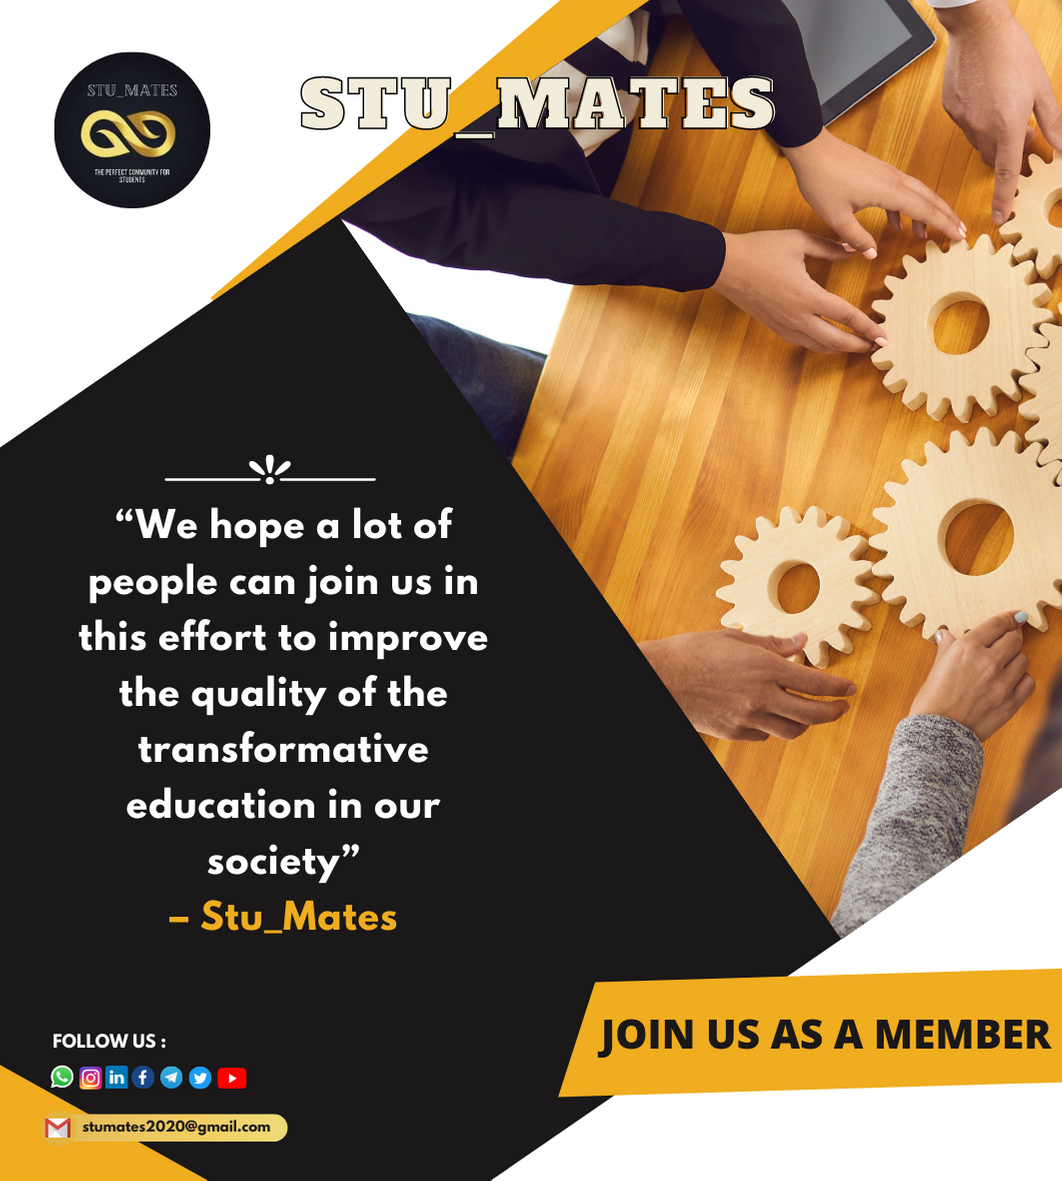 STU_MATES
THE PERFECT COMMUNITY FOR
STUDENTS
STU_MATES
“We hope a lot of
people can join us in
this effort to improve
the quality of the
transformative
education in our
society”
– Stu_Mates
JOIN US AS A MEMBER
FOLLOW US :
stumates2020@gmail.com